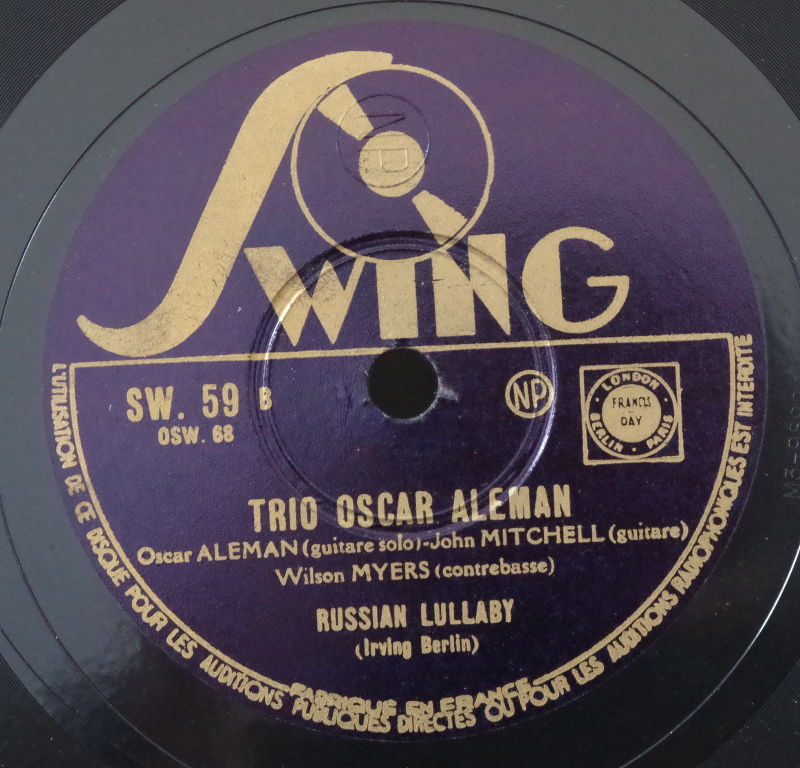 SWING
SW. 59 B
OSW. 68
NP
LONDON
FRANCIS
DAY
BERLIN · PARIS
TRIO OSCAR ALEMAN
Oscar ALEMAN (guitare solo)-John MITCHELL (guitare)
Wilson MYERS (contrebasse)
RUSSIAN LULLABY
(Irving Berlin)
FABRIQUE EN FRANCE
L'UTILISATION DE CE DISQUE POUR LES AUDITIONS PUBLIQUES DIRECTES OU POUR LES AUDITIONS RADIOPHONIQUES EST INTERDITE